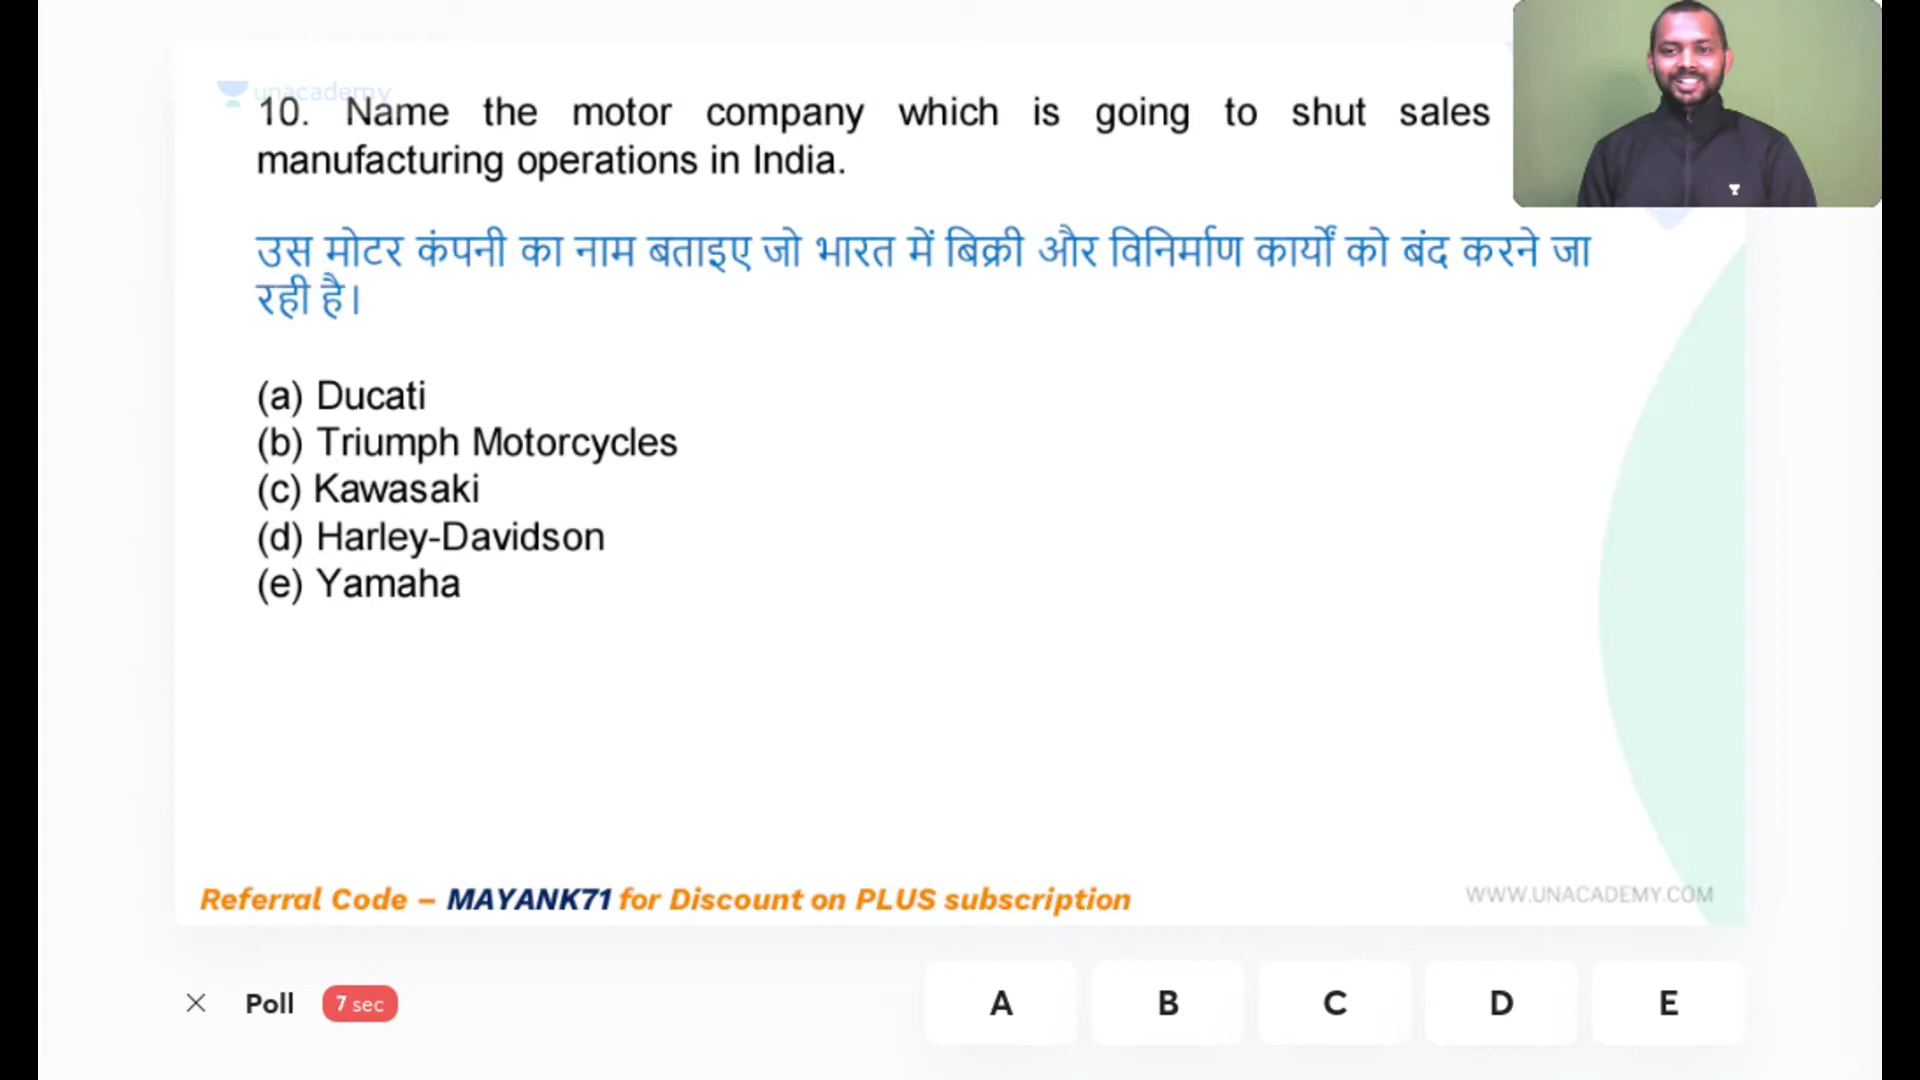 unacademy
10. Name the motor company which is going to shut sales
manufacturing operations in India.
उस मोटर कंपनी का नाम बताइए जो भारत में बिक्री और विनिर्माण कार्यों को बंद करने जा
रही है।
(a) Ducati
(b) Triumph Motorcycles
(c) Kawasaki
(d) Harley-Davidson
(e) Yamaha
Referral Code – MAYANK71 for Discount on PLUS subscription
WWW.UNACADEMY.COM
Poll 7 sec A B C D E